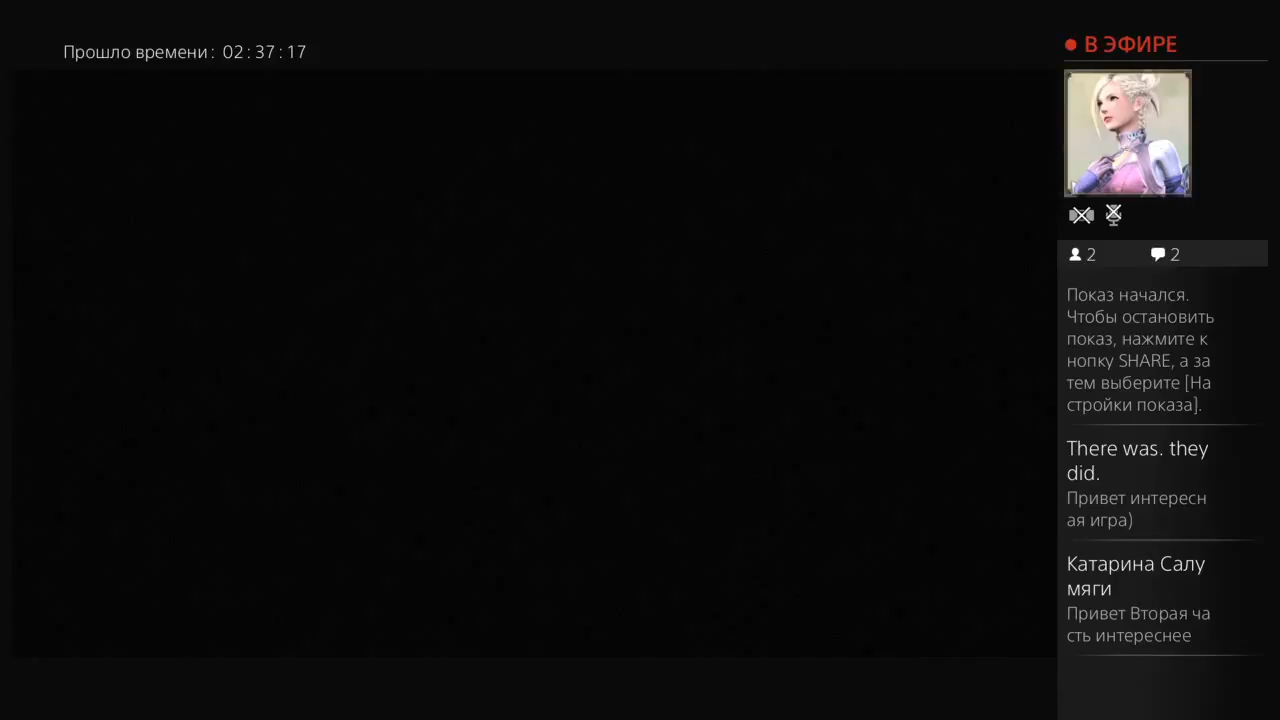 Прошло времени: 02:37:17
В ЭФИРЕ
2
2
Показ начался.
Чтобы остановить
показ, нажмите к
нопку SHARE, а за
тем выберите [На
стройки показа].
There was. they
did.
Привет интересн
ая игра)
Катарина Салу
мяги
Привет Вторая ча
сть интереснее